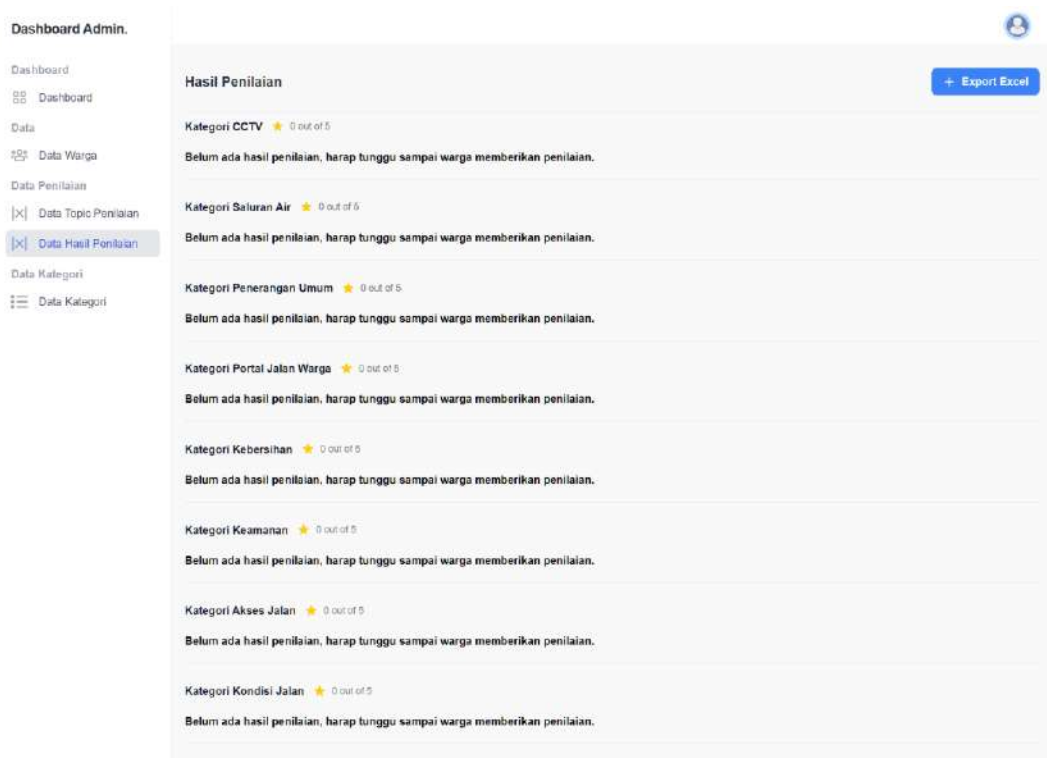 Dashboard Admin.
Dashboard
Dashboard
Data
Data Warga
Data Penilaian
Data Topic Penilaian
Data Hasil Penilaian
Data Kategori
Data Kategori
Hasil Penilaian
+ Export Excel
Kategori CCTV 0 out of 5
Belum ada hasil penilaian, harap tunggu sampai warga memberikan penilaian.
Kategori Saluran Air 0 out of 5
Belum ada hasil penilaian, harap tunggu sampai warga memberikan penilaian.
Kategori Penerangan Umum 0 out of 5
Belum ada hasil penilaian, harap tunggu sampai warga memberikan penilaian.
Kategori Portal Jalan Warga 0 out of 5
Belum ada hasil penilaian, harap tunggu sampai warga memberikan penilaian.
Kategori Kebersihan 0 out of 5
Belum ada hasil penilaian, harap tunggu sampai warga memberikan penilaian.
Kategori Keamanan 0 out of 5
Belum ada hasil penilaian, harap tunggu sampai warga memberikan penilaian.
Kategori Akses Jalan 0 out of 5
Belum ada hasil penilaian, harap tunggu sampai warga memberikan penilaian.
Kategori Kondisi Jalan 0 out of 5
Belum ada hasil penilaian, harap tunggu sampai warga memberikan penilaian.